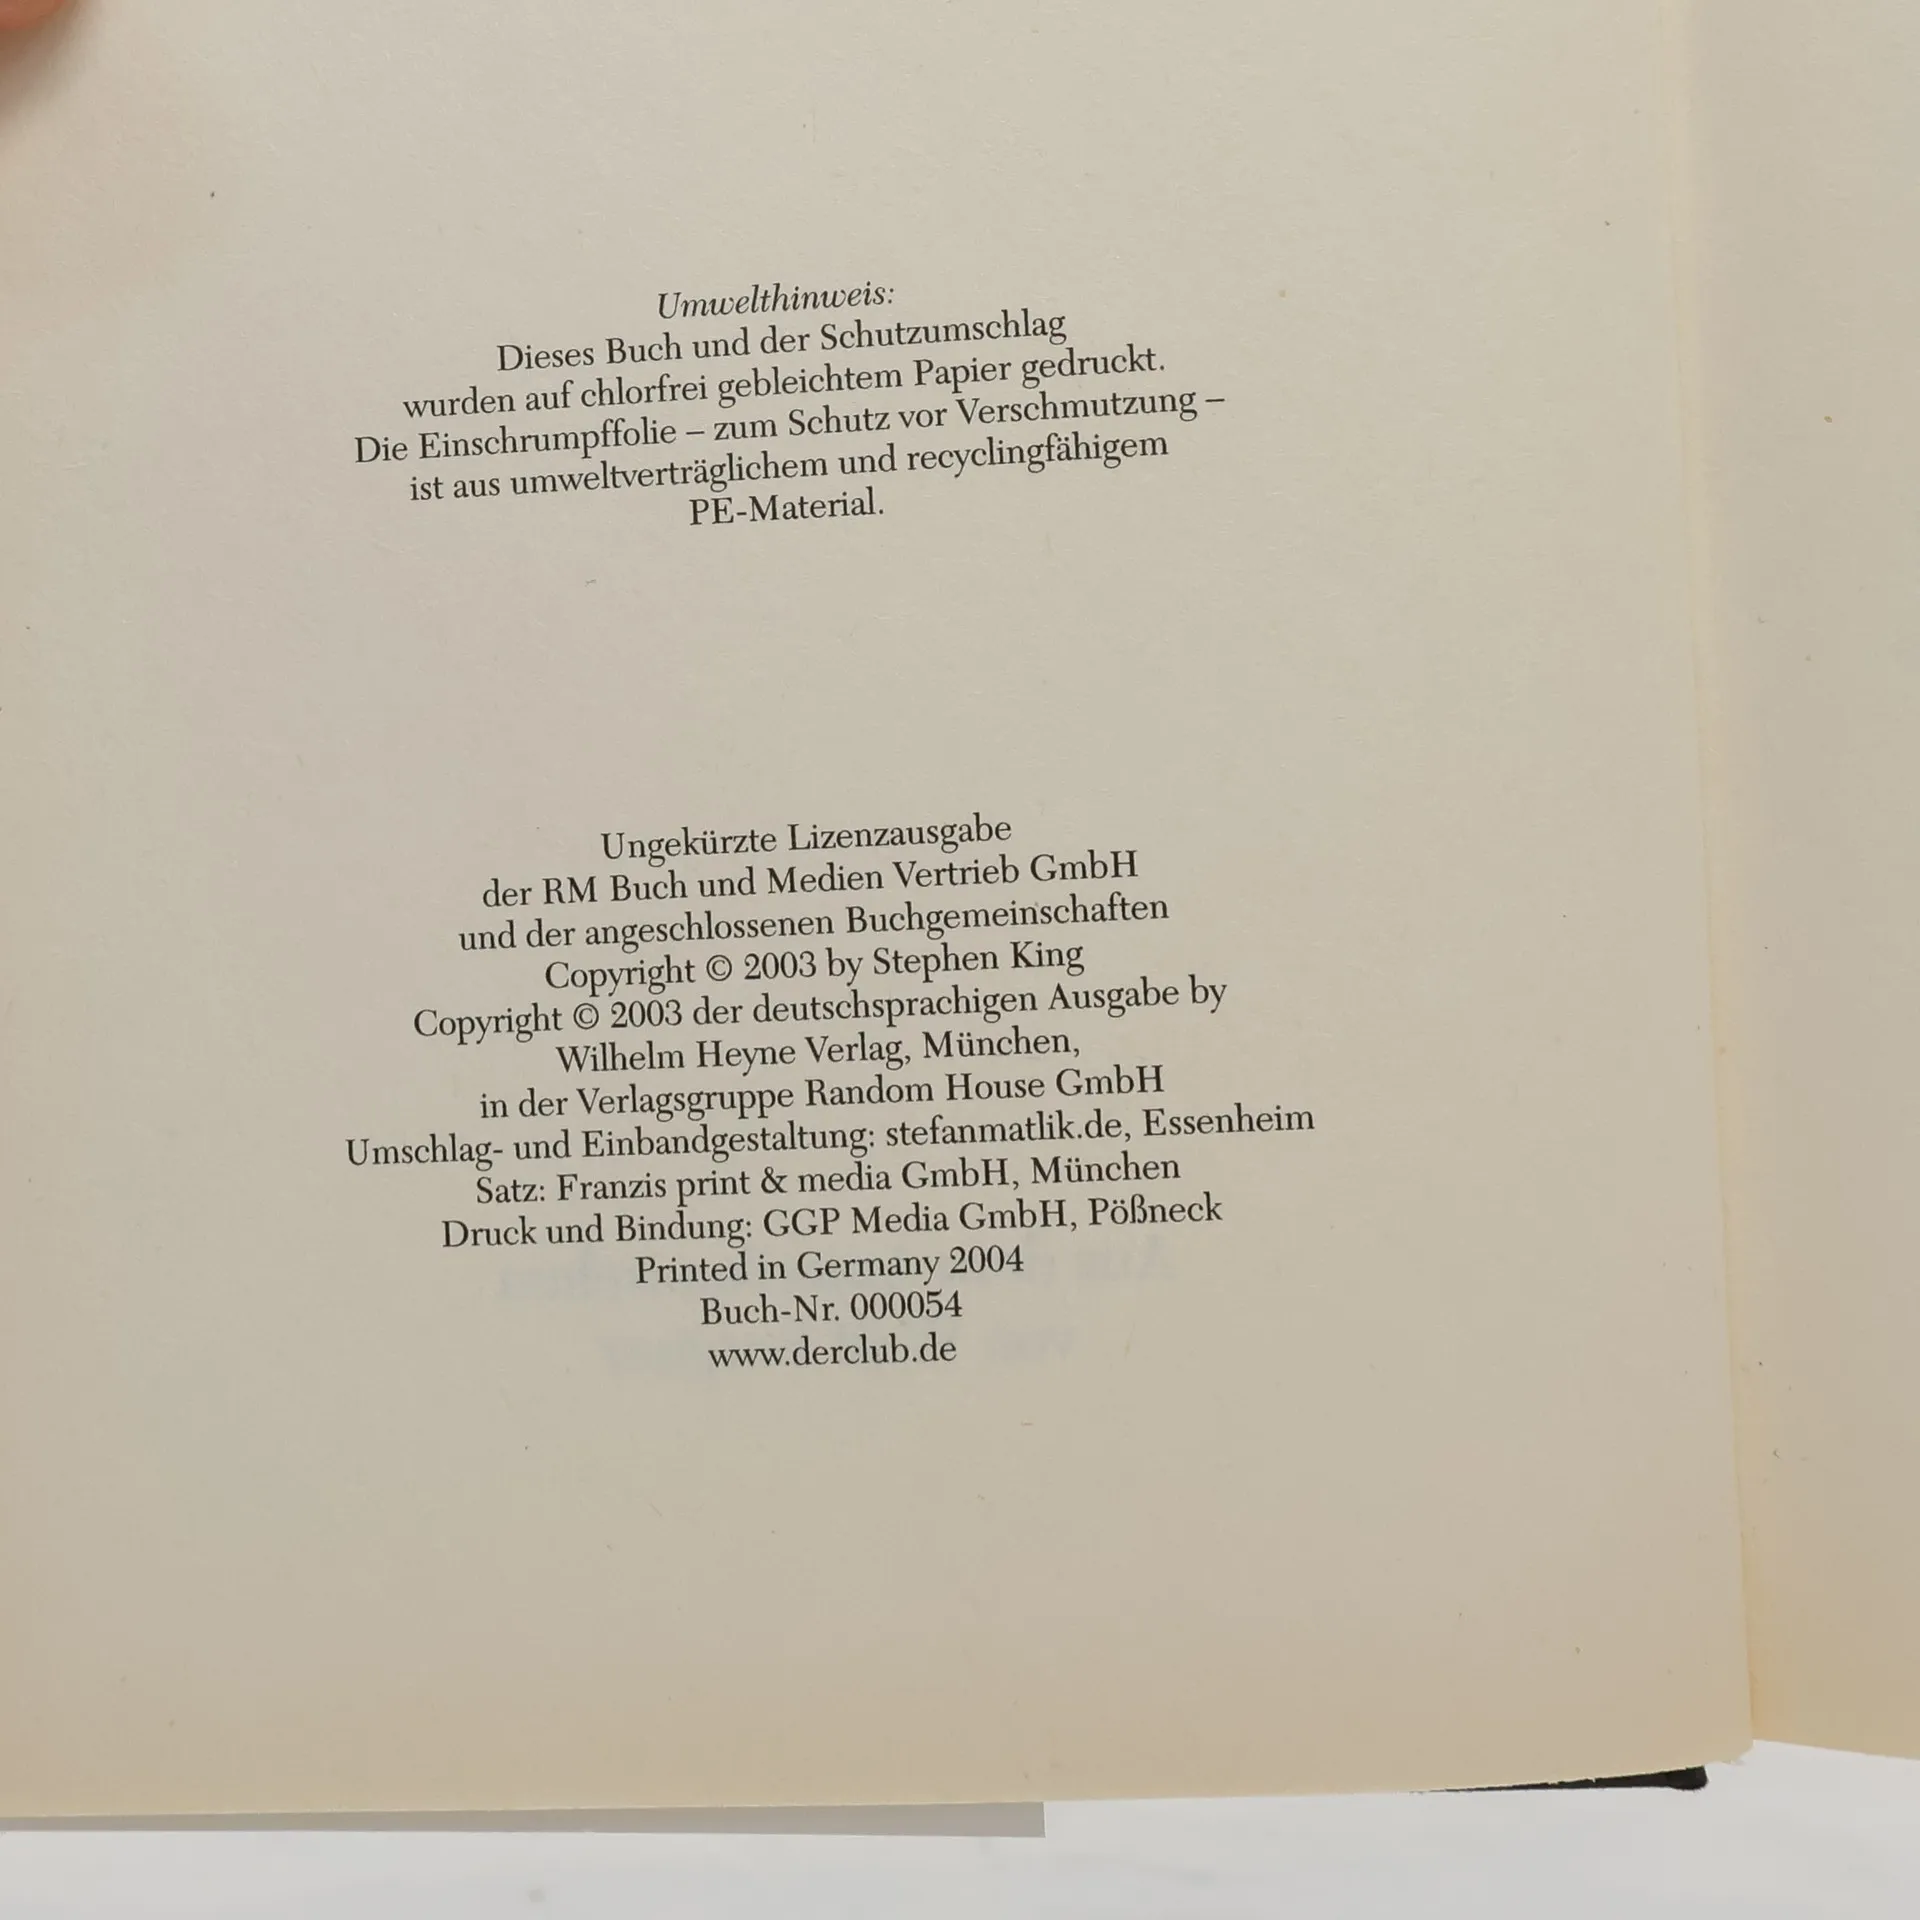 Umwelthinweis:
Dieses Buch und der Schutzumschlag
wurden auf chlorfrei gebleichtem Papier gedruckt.
Die Einschrumpffolie – zum Schutz vor Verschmutzung –
ist aus umweltverträglichem und recyclingfähigem
PE-Material.
Ungekürzte Lizenzausgabe
der RM Buch und Medien Vertrieb GmbH
und der angeschlossenen Buchgemeinschaften
Copyright © 2003 by Stephen King
Copyright © 2003 der deutschsprachigen Ausgabe by
Wilhelm Heyne Verlag, München,
in der Verlagsgruppe Random House GmbH
Umschlag- und Einbandgestaltung: stefanmatlik.de, Essenheim
Satz: Franzis print & media GmbH, München
Druck und Bindung: GGP Media GmbH, Pößneck
Printed in Germany 2004
Buch-Nr. 000054
www.derclub.de